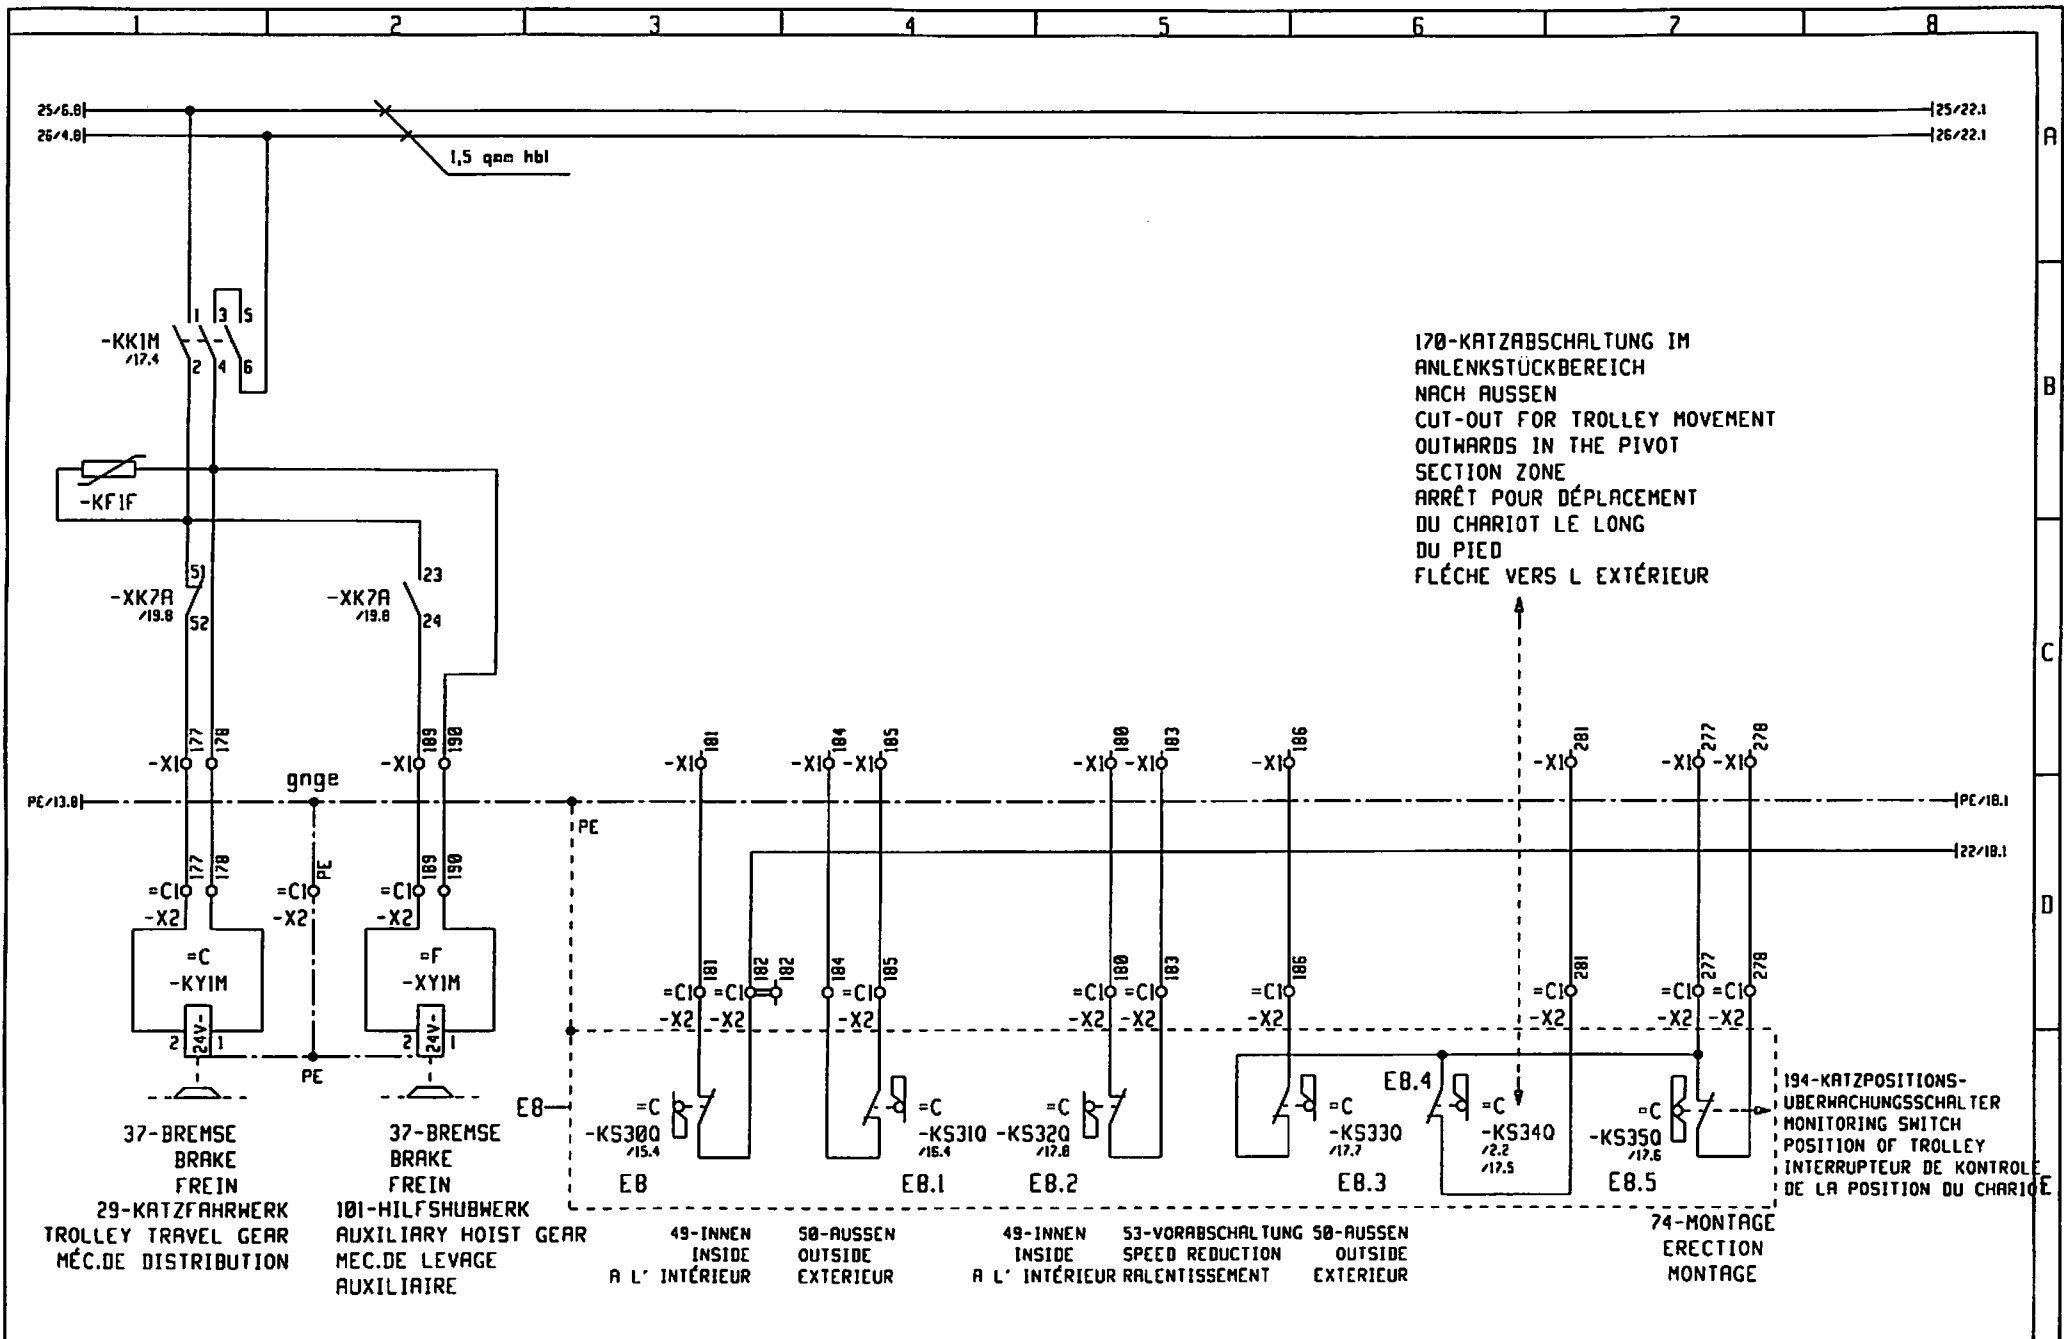 1 2 3 4 5 6 7 8
25/6.8
25/22.1
26/4.8
26/22.1
A
1,5 qmm hbl
1 3 5
-KK1M
/17.4
2 4 6
B
170-KATZABSCHALTUNG IM
ANLENKSTÜCKBEREICH
NACH AUSSEN
CUT-OUT FOR TROLLEY MOVEMENT
OUTWARDS IN THE PIVOT
SECTION ZONE
ARRÊT POUR DÉPLACEMENT
DU CHARIOT LE LONG
DU PIED
FLÉCHE VERS L EXTÉRIEUR
-KF1F
51
-XK7A
/19.8
52
23
-XK7A
/19.8
24
C
-X1 177 178
-X1 189 190
-X1 181
-X1 184
-X1 185
-X1 180
-X1 183
-X1 186
-X1 281
-X1 277
-X1 278
gnge
PE/13.8
PE
PE/18.1
22/18.1
=C1 177 178
-X2
=C1 PE
-X2
=C1 189 190
-X2
D
=C
-KY1M
24V-
2 1
=F
-XY1M
24V-
2 1
PE
=C1 181
-X2
=C1 182 182
-X2
184
=C1 185
-X2
=C1 180
-X2
=C1 183
-X2
=C1 186
-X2
=C1 281
-X2
=C1 277
-X2
=C1 278
-X2
E8
=C
-KS30Q
/15.4
E8
=C
-KS31Q
/16.4
E8.1
=C
-KS32Q
/17.8
E8.2
=C
-KS33Q
/17.7
E8.3
E8.4
=C
-KS34Q
/2.2
/17.5
=C
-KS35Q
/17.6
E8.5
194-KATZPOSITIONS-
UBERWACHUNGSSCHALTER
MONITORING SWITCH
POSITION OF TROLLEY
INTERRUPTEUR DE KONTROLE
DE LA POSITION DU CHARIOE
E
37-BREMSE
BRAKE
FREIN
29-KATZFAHRWERK
TROLLEY TRAVEL GEAR
MÉC.DE DISTRIBUTION
37-BREMSE
BRAKE
FREIN
101-HILFSHUBWERK
AUXILIARY HOIST GEAR
MEC.DE LEVAGE
AUXILIAIRE
49-INNEN
INSIDE
A L' INTÉRIEUR
50-AUSSEN
OUTSIDE
EXTERIEUR
49-INNEN
INSIDE
A L' INTÉRIEUR
53-VORABSCHALTUNG
SPEED REDUCTION
RALENTISSEMENT
50-AUSSEN
OUTSIDE
EXTERIEUR
74-MONTAGE
ERECTION
MONTAGE